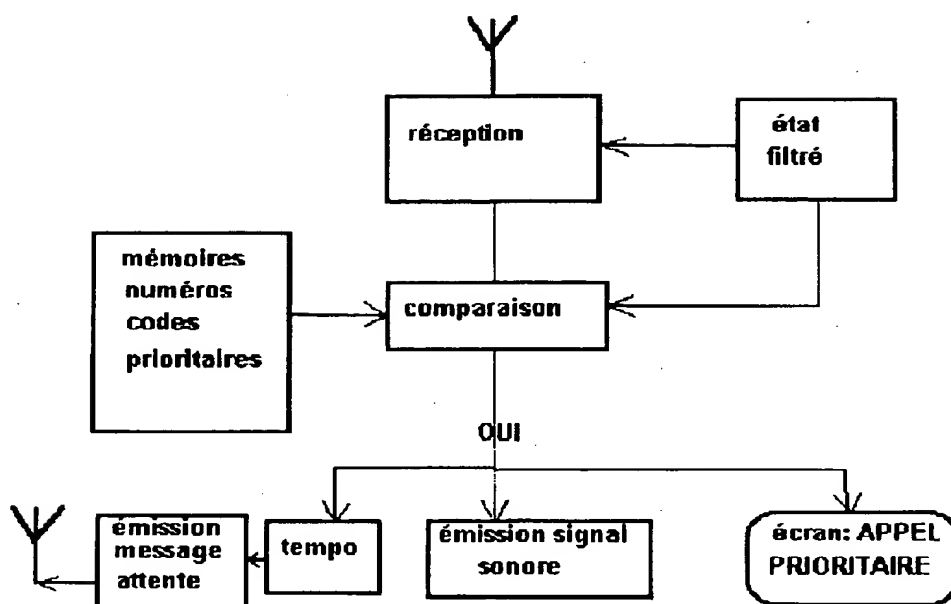 réception
état
filtré
mémoires
numéros
codes
prioritaires
comparaison
OUI
émission
message
attente
tempo
émission signal
sonore
écran: APPEL
PRIORITAIRE